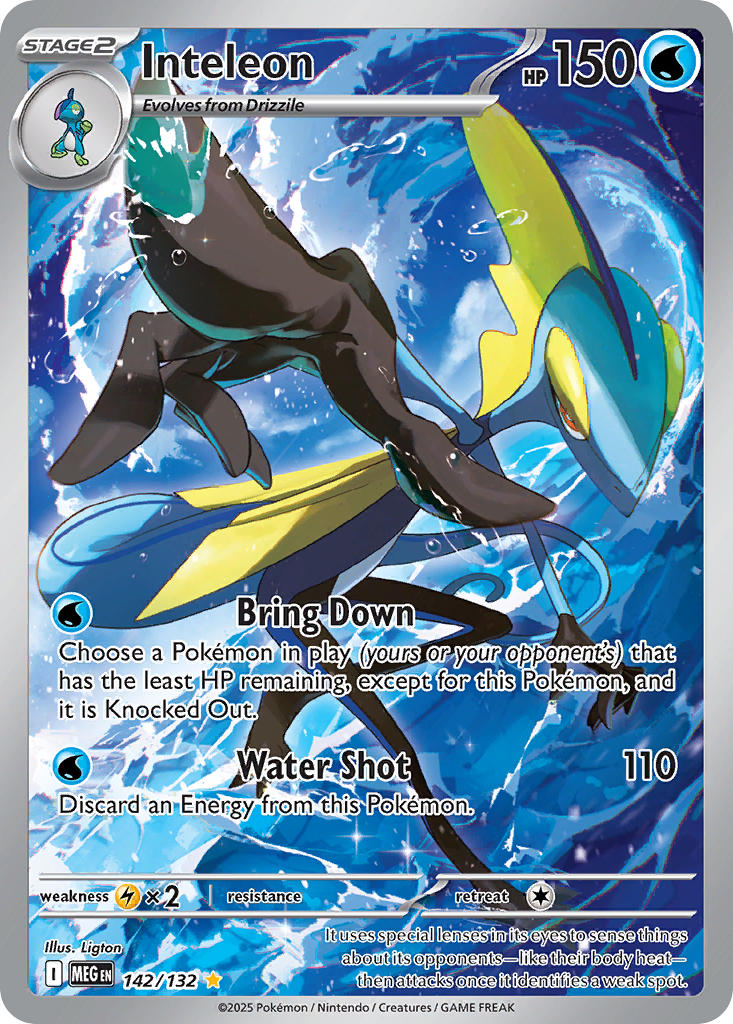 STAGE2
Inteleon
HP 150
Evolves from Drizzile
Bring Down
Choose a Pokémon in play (yours or your opponent's) that
has the least HP remaining, except for this Pokémon, and
it is Knocked Out.
Water Shot 110
Discard an Energy from this Pokémon.
weakness ×2 resistance retreat
Illus. Ligton
It uses special lenses in its eyes to sense things
about its opponents—like their body heat—
then attacks once it identifies a weak spot.
I MEG EN 142/132
©2025 Pokémon / Nintendo / Creatures / GAME FREAK